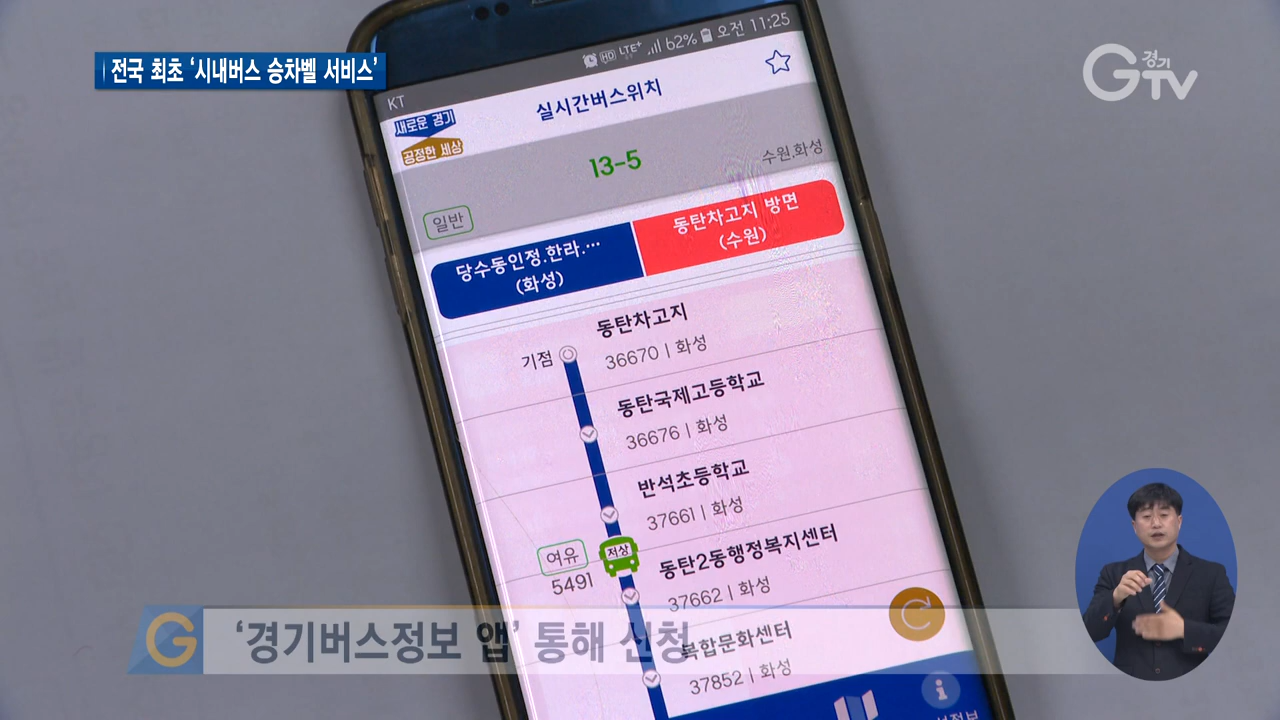 전국 최초 ‘시내버스 승차벨 서비스’
경기
GTV
KT
HD LTE+ 62% 오전 11:25
새로운 경기
공정한 세상
실시간버스위치
13-5
수원,화성
일반
당수동인정.한라.…
(화성)
동탄차고지 방면
(수원)
기점
동탄차고지
36670 | 화성
동탄국제고등학교
36676 | 화성
반석초등학교
37661 | 화성
여유
저상
5491
동탄2동행정복지센터
37662 | 화성
복합문화센터
37852 | 화성
G ‘경기버스정보 앱’ 통해 신청